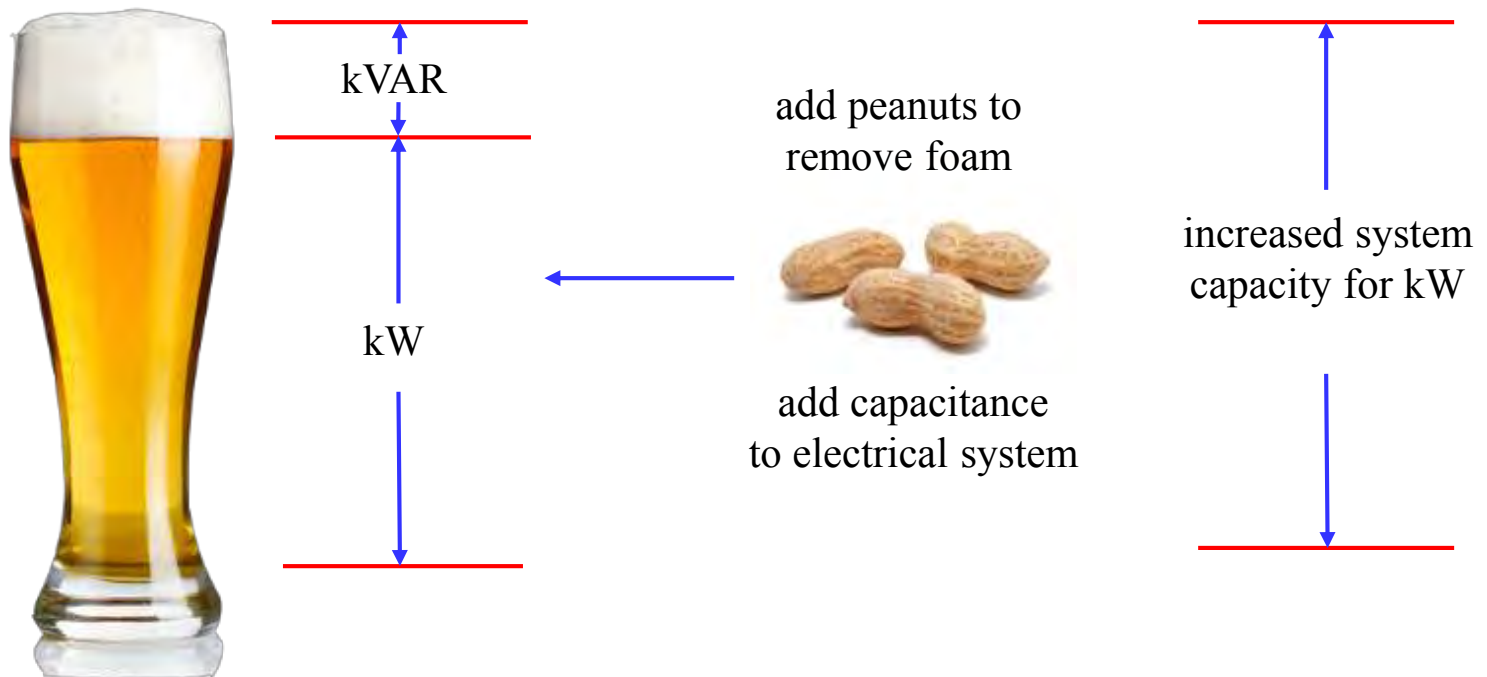 kVAR
kW
add peanuts to
remove foam
add capacitance
to electrical system
increased system
capacity for kW